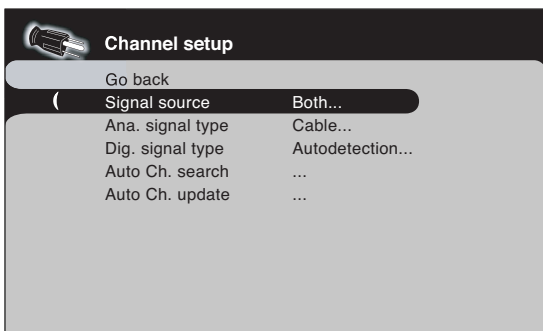 Channel setup
Go back
Signal source Both...
Ana. signal type Cable...
Dig. signal type Autodetection...
Auto Ch. search ...
Auto Ch. update ...